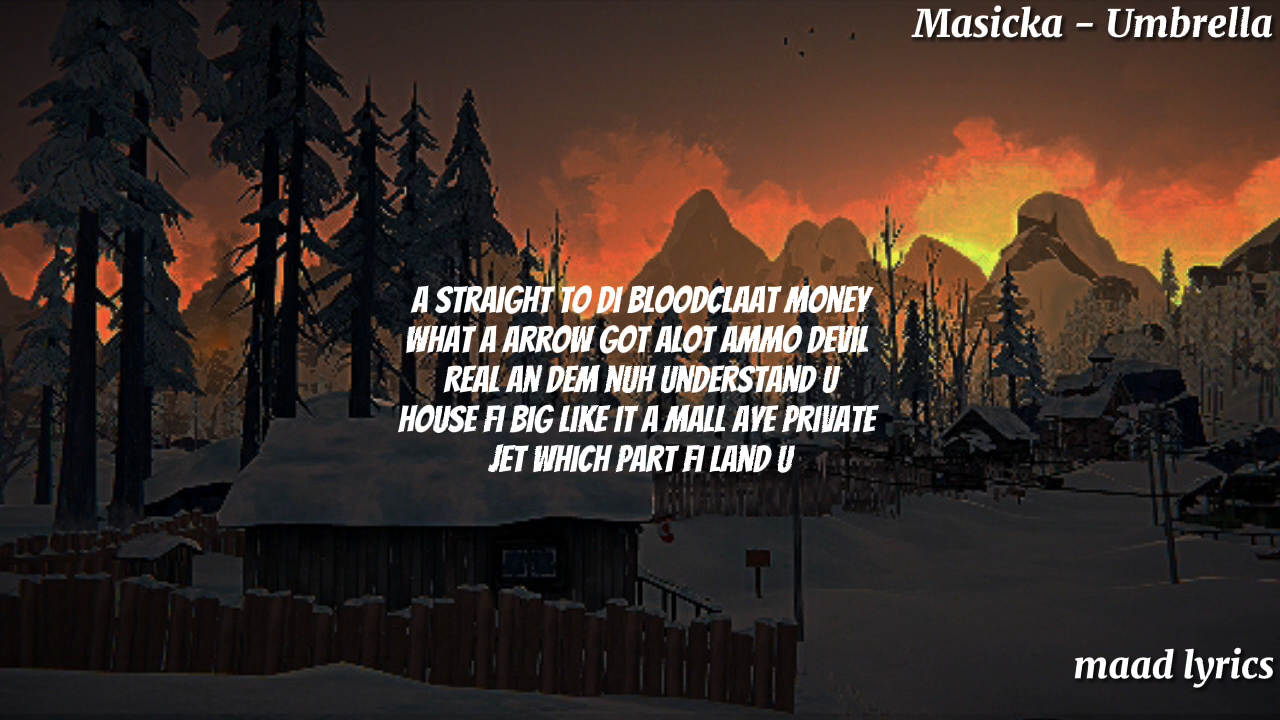 Masicka - Umbrella
A STRAIGHT TO DI BLOODCLAAT MONEY
WHAT A ARROW GOT ALOT AMMO DEVIL
REAL AN DEM NUH UNDERSTAND U
HOUSE FI BIG LIKE IT A MALL AYE PRIVATE
JET WHICH PART FI LAND U
maad lyrics